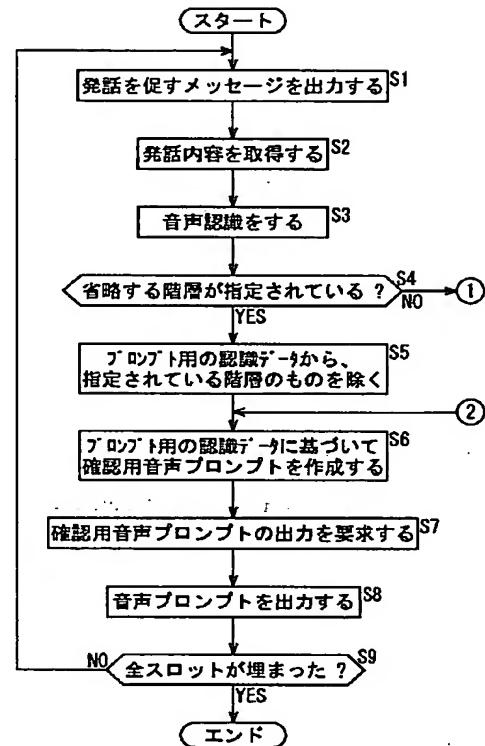 スタート
発話を促すメッセージを出力する S1
発話内容を取得する S2
音声認識をする S3
省略する階層が指定されている ? S4
NO ①
YES
プロンプト用の認識データから、 S5
指定されている階層のものを除く
②
プロンプト用の認識データに基づいて S6
確認用音声プロンプトを作成する
確認用音声プロンプトの出力を要求する S7
音声プロンプトを出力する S8
NO 全スロットが埋まった ? S9
YES
エンド